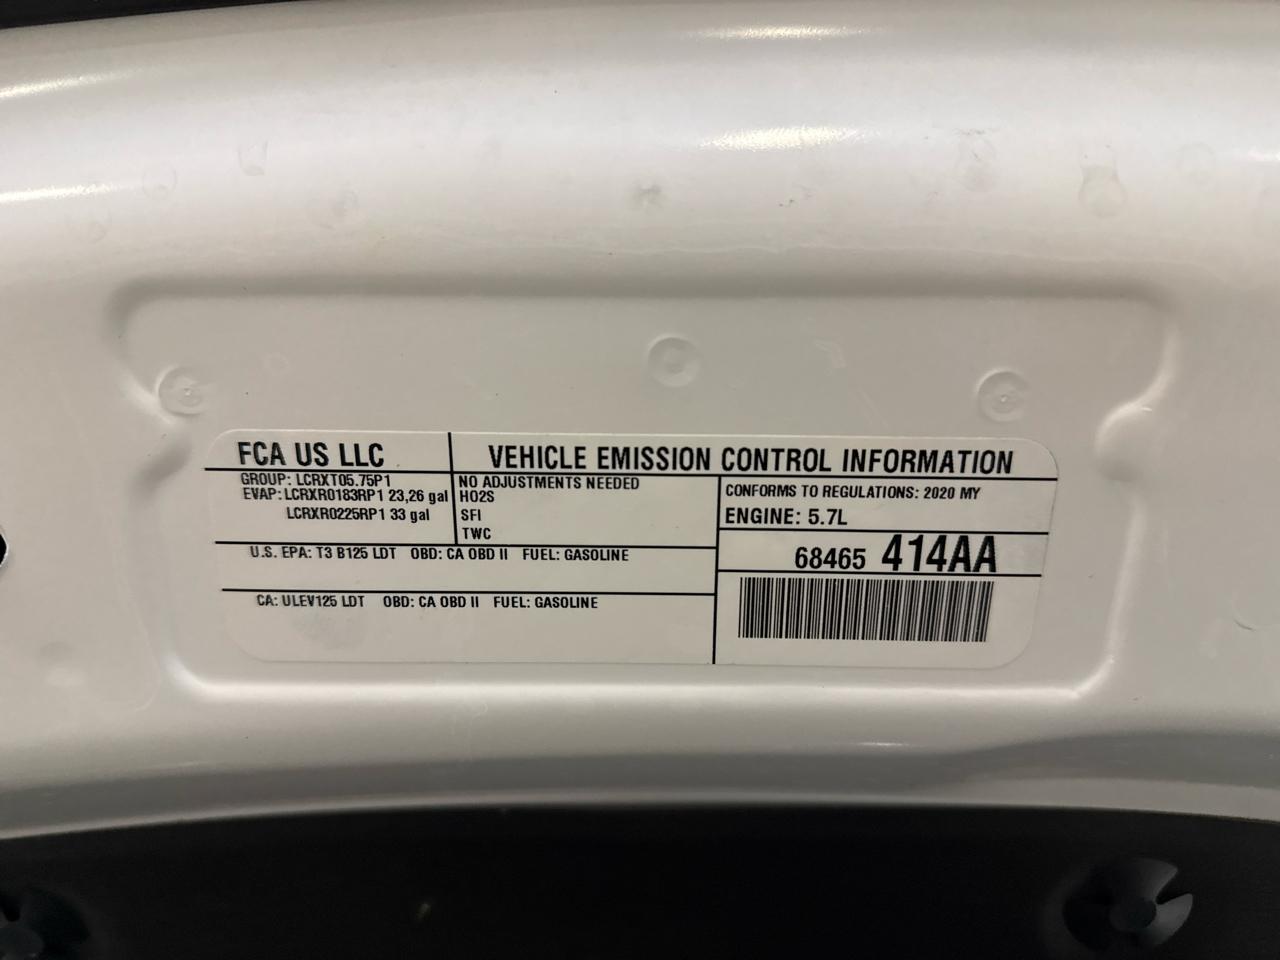 FCA US LLC
VEHICLE EMISSION CONTROL INFORMATION
GROUP: LCRXT05.75P1
EVAP: LCRXR0183RP1 23,26 gal
LCRXR0225RP1 33 gal
NO ADJUSTMENTS NEEDED
HO2S
SFI
TWC
CONFORMS TO REGULATIONS: 2020 MY
ENGINE: 5.7L
U.S. EPA: T3 B125 LDT OBD: CA OBD II FUEL: GASOLINE
68465 414AA
CA: ULEV125 LDT OBD: CA OBD II FUEL: GASOLINE